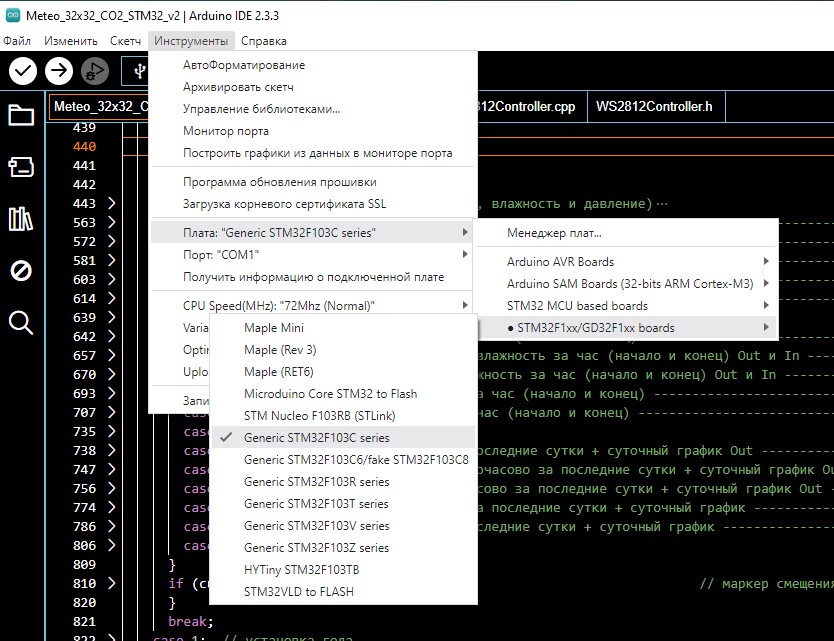 Meteo_32x32_CO2_STM32_v2 | Arduino IDE 2.3.3
Файл Изменить Скетч Инструменты Справка
Meteo_32x32_C
812Controller.cpp
WS2812Controller.h
АвтоФорматирование
Архивировать скетч
Управление библиотеками...
Монитор порта
Построить графики из данных в мониторе порта
Программа обновления прошивки
Загрузка корневого сертификата SSL
Плата: "Generic STM32F103C series"
Порт: "COM1"
Получить информацию о подключенной плате
CPU Speed(MHz): "72Mhz (Normal)"
Varia
Optin
Uplo
Запи
Менеджер плат...
Arduino AVR Boards
Arduino SAM Boards (32-bits ARM Cortex-M3)
STM32 MCU based boards
● STM32F1xx/GD32F1xx boards
Maple Mini
Maple (Rev 3)
Maple (RET6)
Microduino Core STM32 to Flash
STM Nucleo F103RB (STLink)
Generic STM32F103C series
Generic STM32F103C6/fake STM32F103C8
Generic STM32F103R series
Generic STM32F103T series
Generic STM32F103V series
Generic STM32F103Z series
HYTiny STM32F103TB
STM32VLD to FLASH
439
440
441
442
443 , влажность и давление) ···
563
572
581
603
614
639
642
657 влажность за час (начало и конец) Out и In ------
670 жность за час (начало и конец) Out и In --------
693 а час (начало и конец) --------
707 case час (начало и конец) --------
735 case
738 case оследние сутки + суточный график Out --------
747 case очасово за последние сутки + суточный график Ou
756 case сово за последние сутки + суточный график Out -
774 case а последние сутки + суточный график --------
786 case следние сутки + суточный график --------
806 case
809 }
810 if (c // маркер смещения
820 }
821 break;
822 case 1: // установка года